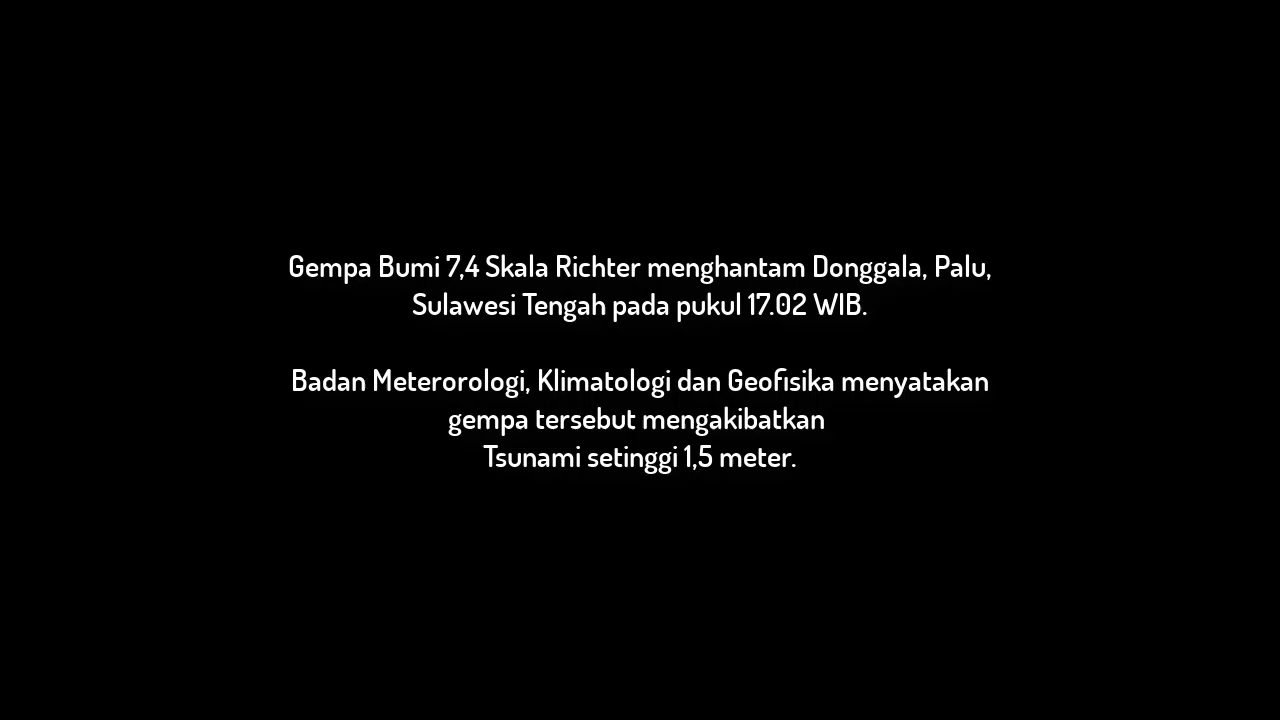 Gempa Bumi 7,4 Skala Richter menghantam Donggala, Palu,
Sulawesi Tengah pada pukul 17.02 WIB.
Badan Meterorologi, Klimatologi dan Geofisika menyatakan
gempa tersebut mengakibatkan
Tsunami setinggi 1,5 meter.